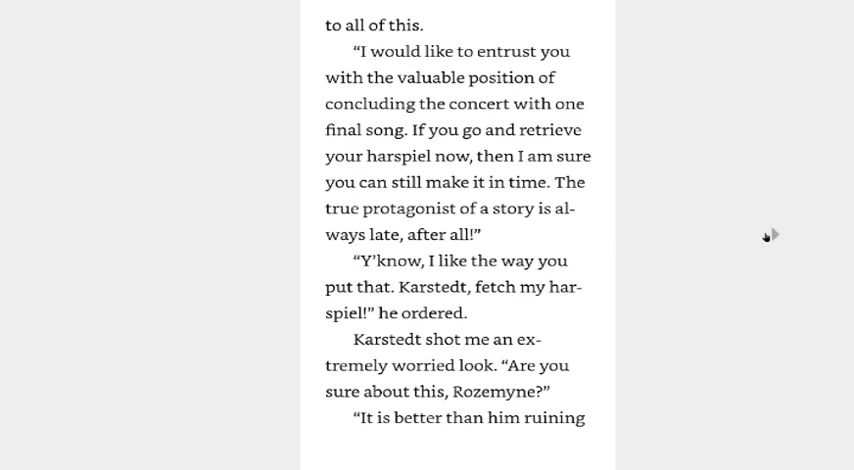 to all of this.
“I would like to entrust you
with the valuable position of
concluding the concert with one
final song. If you go and retrieve
your harspiel now, then I am sure
you can still make it in time. The
true protagonist of a story is al-
ways late, after all!”
“Y’know, I like the way you
put that. Karstedt, fetch my har-
spiel!” he ordered.
Karstedt shot me an ex-
tremely worried look. “Are you
sure about this, Rozemyne?”
“It is better than him ruining